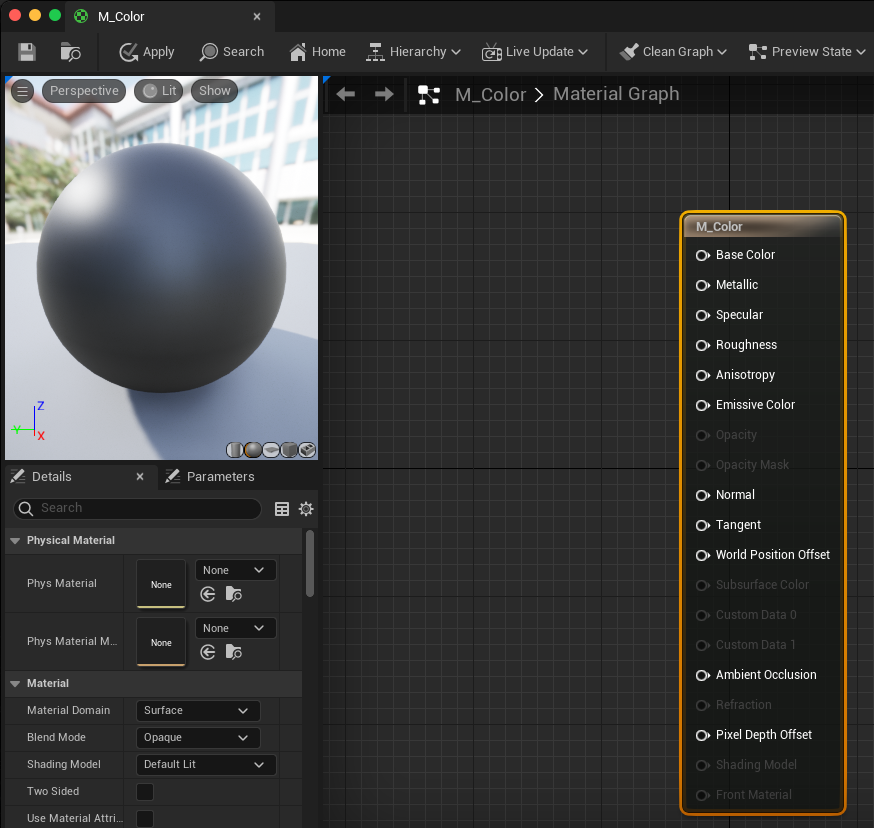 M_Color
Apply
Search
Home
Hierarchy
Live Update
Clean Graph
Preview State
Perspective
Lit
Show
M_Color
Material Graph
Z
Y
X
Details
Parameters
Search
Physical Material
Phys Material
None
None
Phys Material M...
None
None
Material
Material Domain
Surface
Blend Mode
Opaque
Shading Model
Default Lit
Two Sided
Use Material Attri...
M_Color
Base Color
Metallic
Specular
Roughness
Anisotropy
Emissive Color
Opacity
Opacity Mask
Normal
Tangent
World Position Offset
Subsurface Color
Custom Data 0
Custom Data 1
Ambient Occlusion
Refraction
Pixel Depth Offset
Shading Model
Front Material